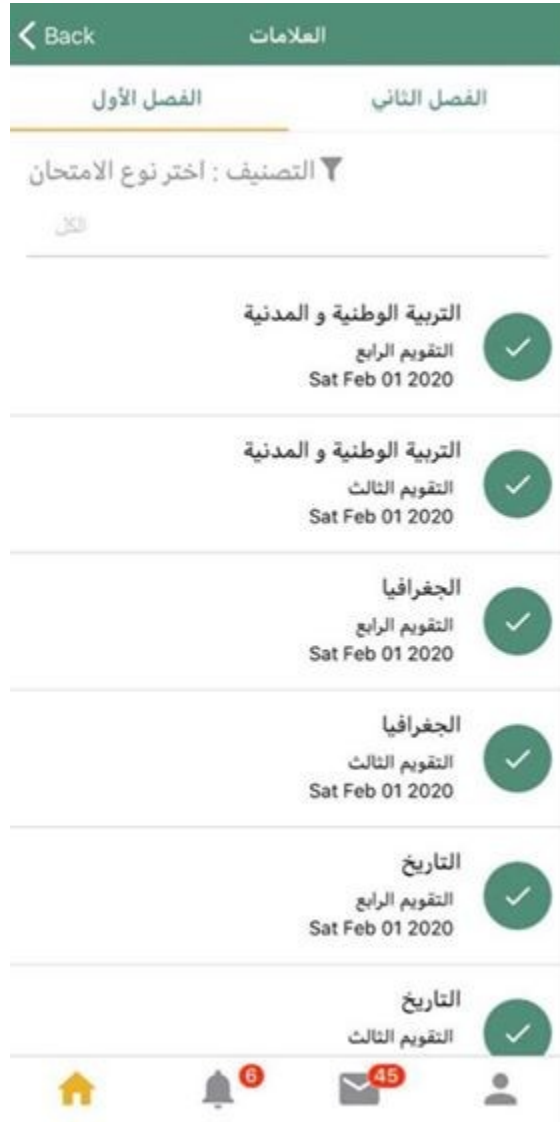 Back
العلامات
الفصل الأول
الفصل الثاني
التصنيف : اختر نوع الامتحان
الكل
التربية الوطنية و المدنية
التقويم الرابع
Sat Feb 01 2020
التربية الوطنية و المدنية
التقويم الثالث
Sat Feb 01 2020
الجغرافيا
التقويم الرابع
Sat Feb 01 2020
الجغرافيا
التقويم الثالث
Sat Feb 01 2020
التاريخ
التقويم الرابع
Sat Feb 01 2020
التاريخ
التقويم الثالث
6
45